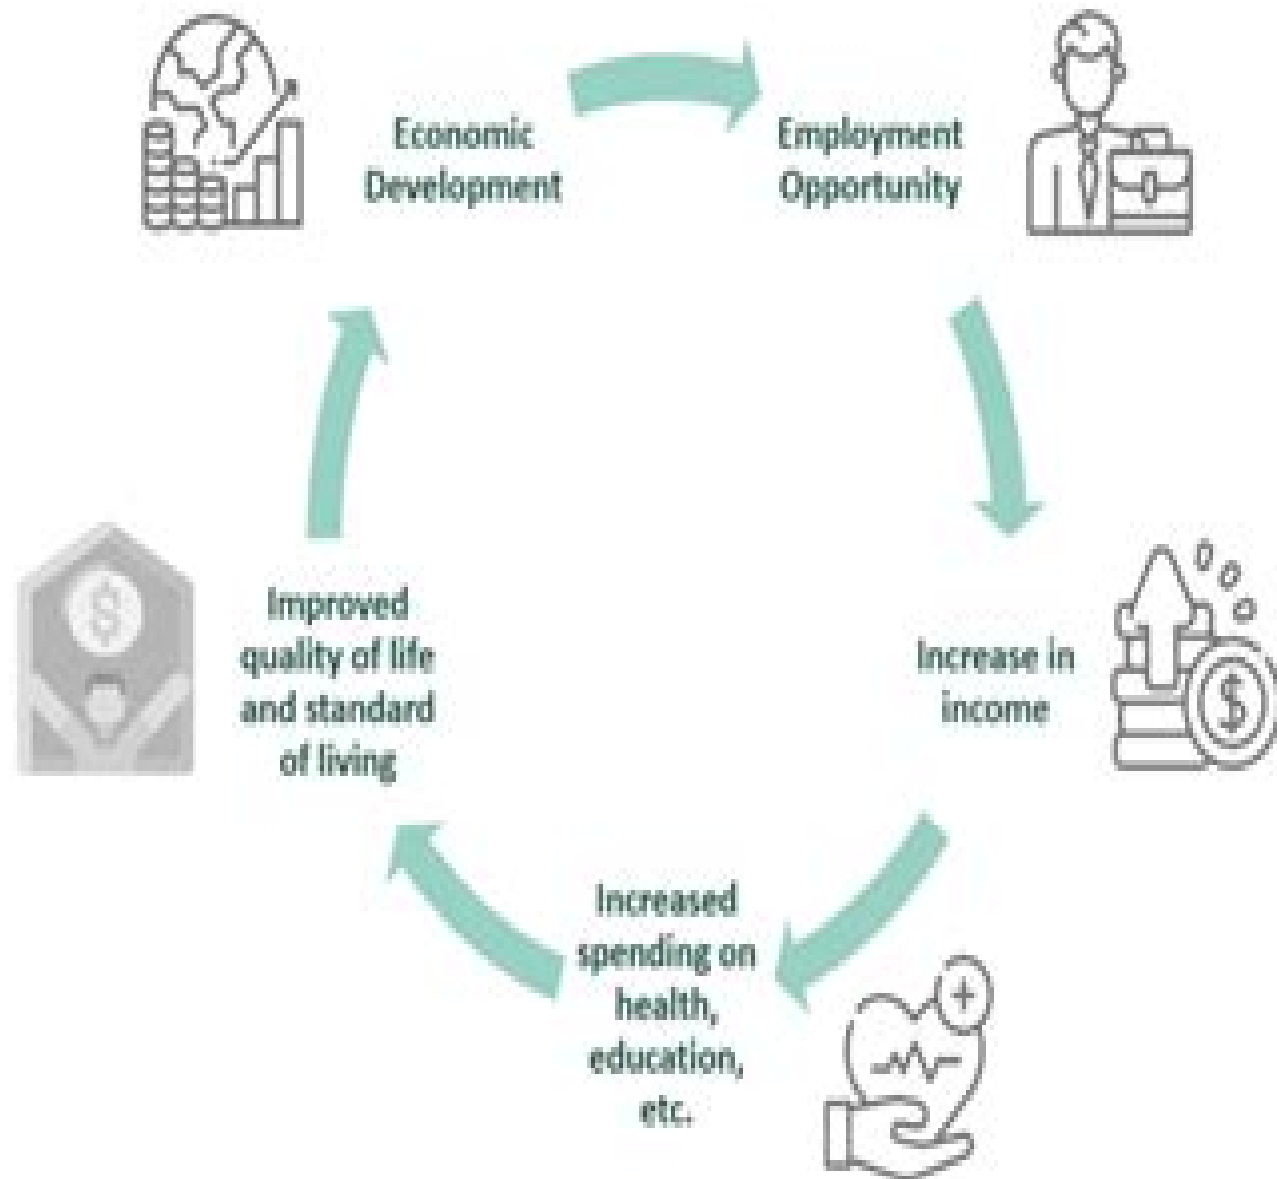 Economic
Development
Employment
Opportunity
Increase in
income
Increased
spending on
health,
education,
etc.
Improved
quality of life
and standard
of living